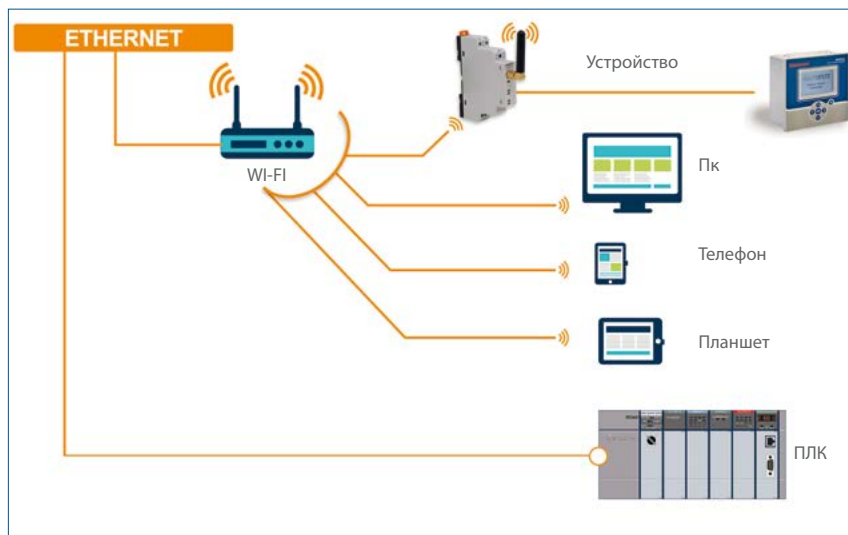 ETHERNET
Устройство
WI-FI
Пк
Телефон
Планшет
ПЛК